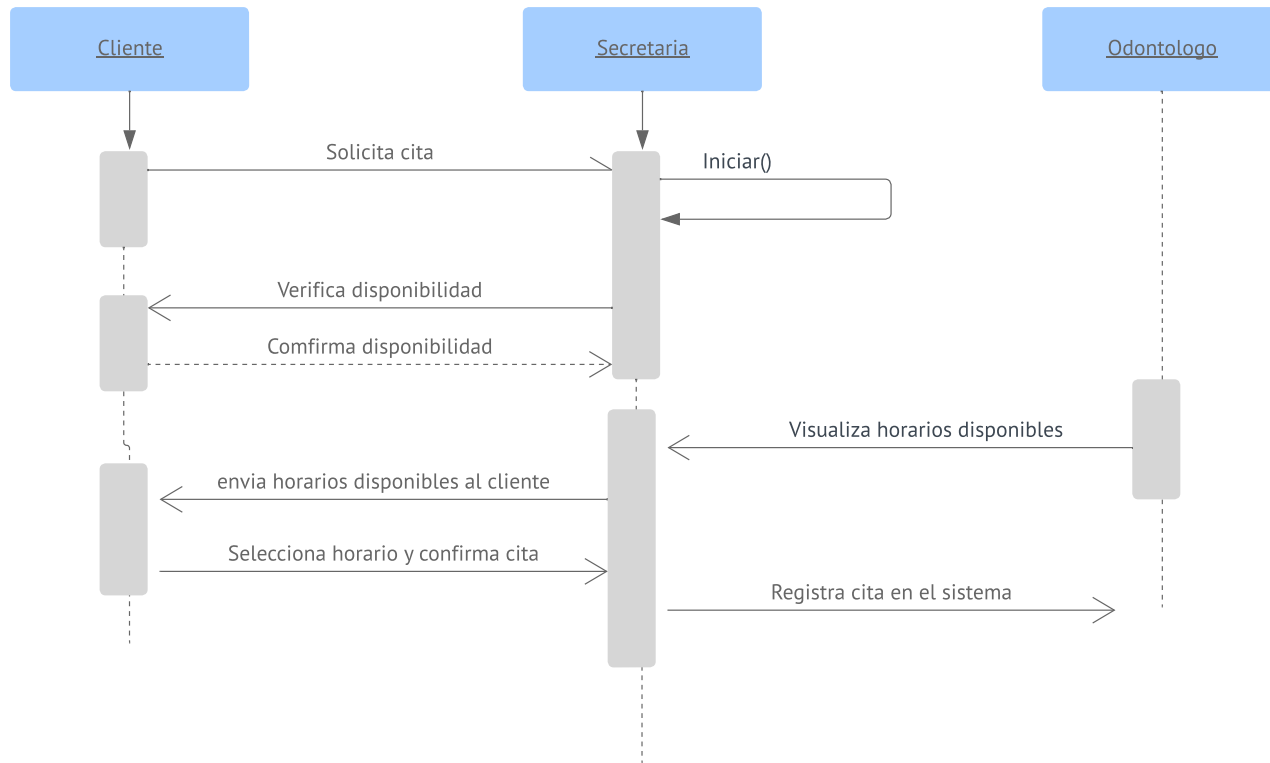 Cliente
Secretaria
Odontologo
Solicita cita
Iniciar()
Verifica disponibilidad
Comfirma disponibilidad
Visualiza horarios disponibles
envia horarios disponibles al cliente
Selecciona horario y confirma cita
Registra cita en el sistema